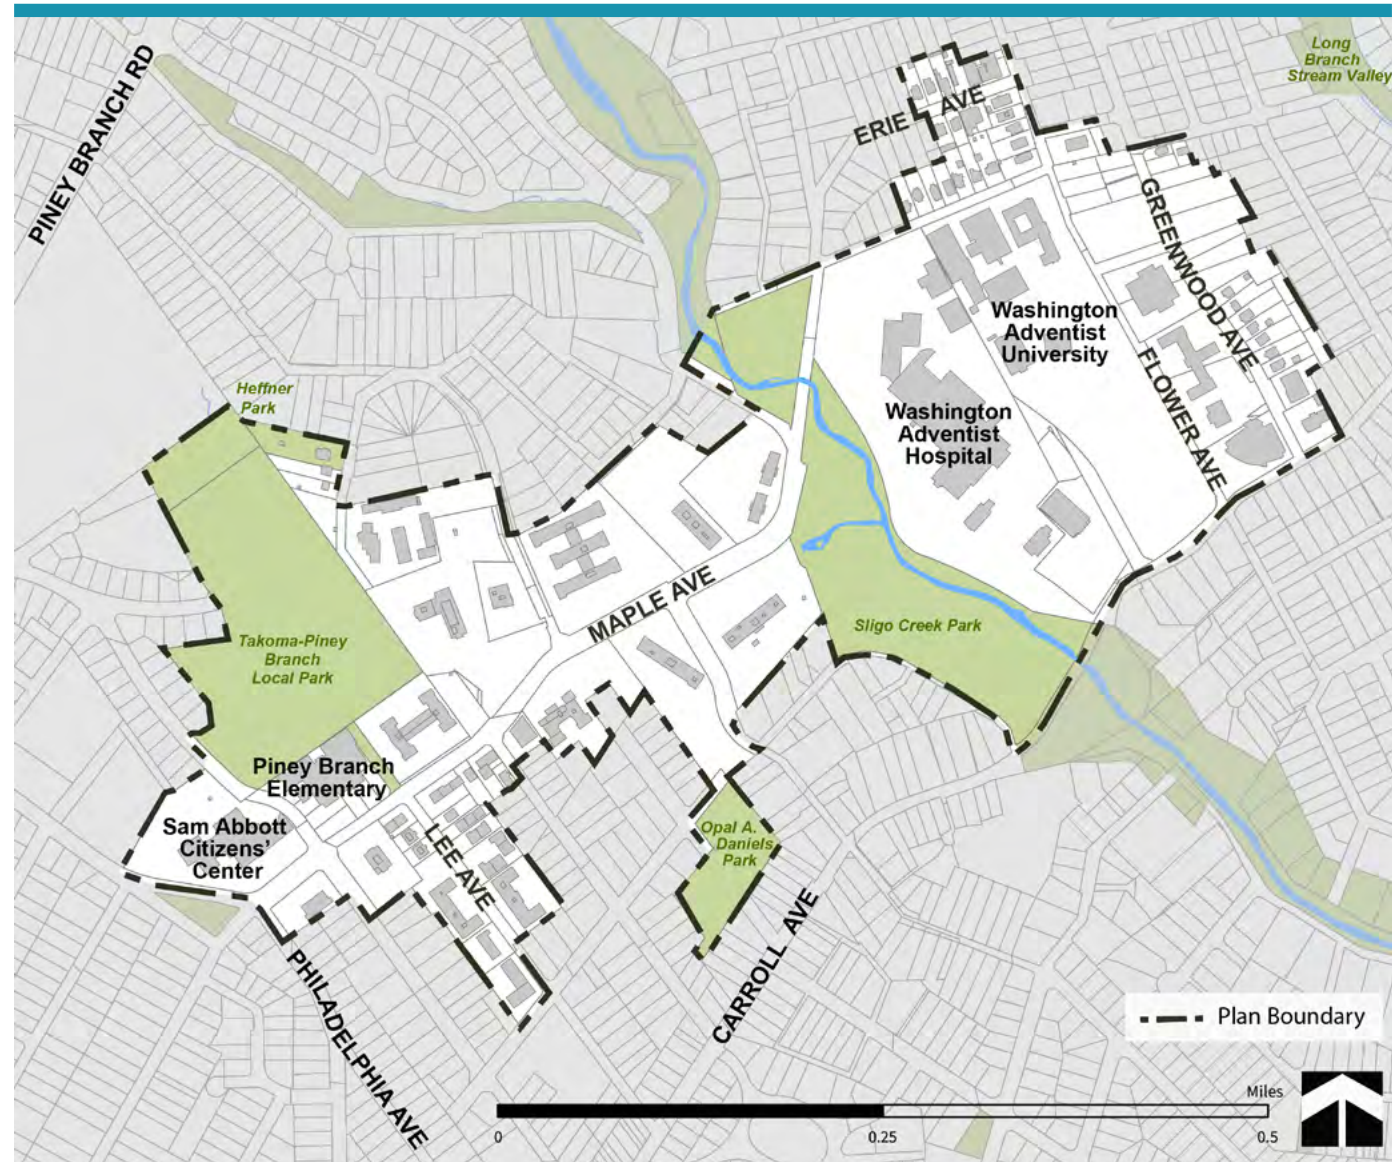 Long
Branch
Stream Valley
PINEY BRANCH RD
ERIE AVE
GREENWOOD AVE
Washington
Adventist
University
FLOWER AVE
Heffner
Park
Washington
Adventist
Hospital
MAPLE AVE
Sligo Creek Park
Takoma-Piney
Branch
Local Park
Piney Branch
Elementary
Sam Abbott
Citizens'
Center
LEE AVE
Opal A.
Daniels
Park
CARROLL AVE
PHILADELPHIA AVE
Plan Boundary
Miles
0
0.25
0.5